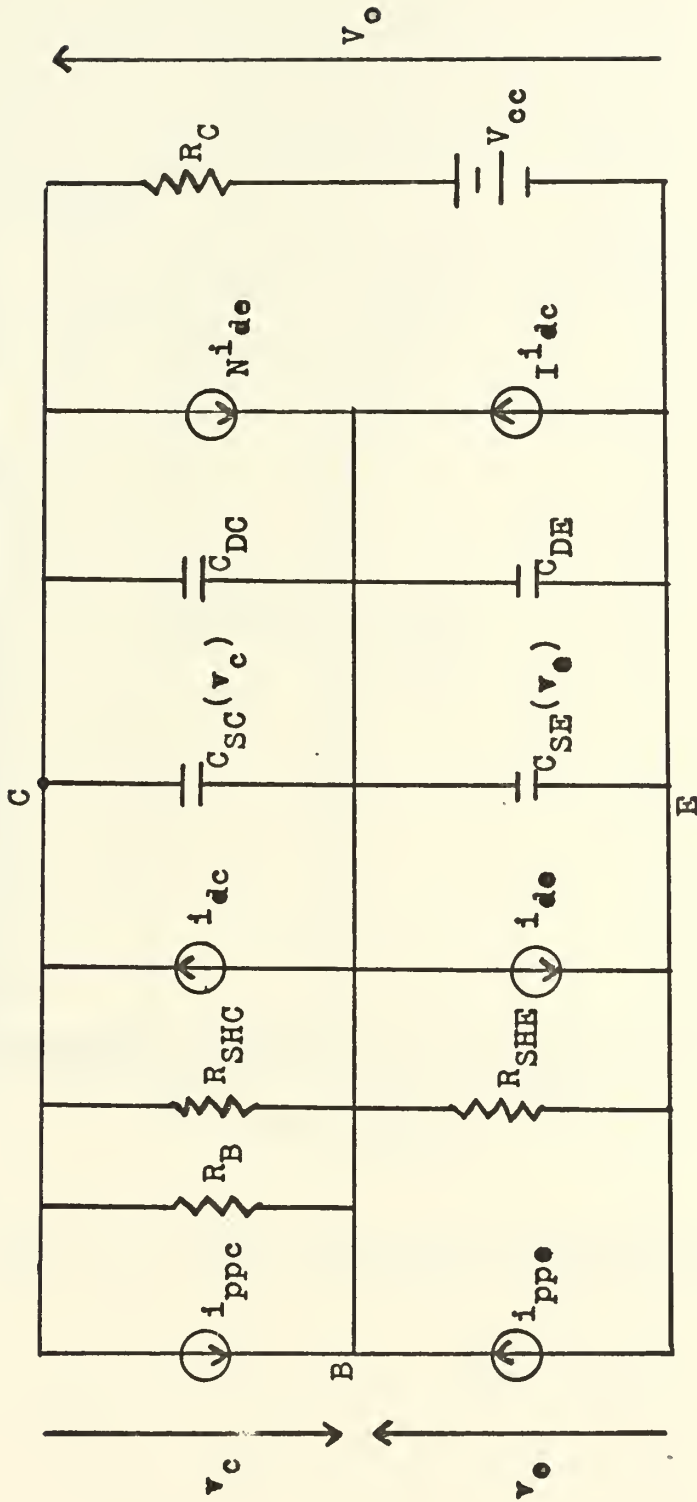 C
v_c
i_ppc
R_B
R_SHC
i_dc
C_SC(v_c)
C_DC
N^i_de
R_C
V_o
B
v_e
i_ppe
R_SHE
i_de
C_SE(v_e)
C_DE
I^i_dc
V_cc
E